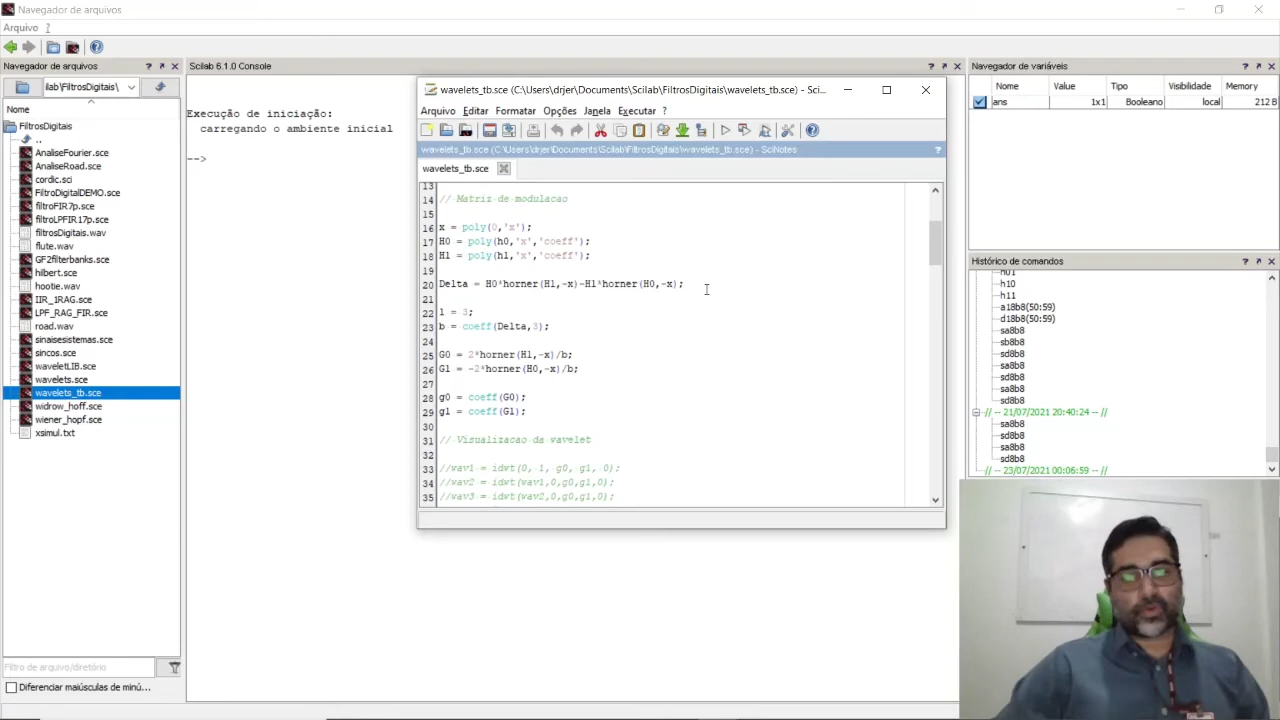 Navegador de arquivos
Arquivo ?
Navegador de arquivos ? ↗ ✕
ilab\FiltrosDigitais\
Nome
FiltrosDigitais
..
AnaliseFourier.sce
AnaliseRoad.sce
cordic.sci
FiltroDigitalDEMO.sce
filtroFIR7p.sce
filtroLPFIR17p.sce
filtrosDigitais.wav
flute.wav
GF2filterbanks.sce
hilbert.sce
hootie.wav
IIR_1RAG.sce
LPF_RAG_FIR.sce
road.wav
sinaisesistemas.sce
sincos.sce
waveletLIB.sce
wavelets.sce
wavelets_tb.sce
widrow_hoff.sce
wiener_hopf.sce
xsimul.txt
Filtro de arquivo/diretório
Diferenciar maiúsculas de minú...
Scilab 6.1.0 Console ? ↗ ✕
Execução de iniciação:
carregando o ambiente inicial
-->
wavelets_tb.sce (C:\Users\drjer\Documents\Scilab\FiltrosDigitais\wavelets_tb.sce) - Sci...
Arquivo Editar Formatar Opções Janela Executar ?
wavelets_tb.sce (C:\Users\drjer\Documents\Scilab\FiltrosDigitais\wavelets_tb.sce) - SciNotes ?
wavelets_tb.sce
13
14 // Matriz de modulacao
15
16 x = poly(0,'x');
17 H0 = poly(h0,'x','coeff');
18 H1 = poly(h1,'x','coeff');
19
20 Delta = H0*horner(H1,-x)-H1*horner(H0,-x);
21
22 l = 3;
23 b = coeff(Delta,3);
24
25 G0 = 2*horner(H1,-x)/b;
26 G1 = -2*horner(H0,-x)/b;
27
28 g0 = coeff(G0);
29 g1 = coeff(G1);
30
31 // Visualizacao da wavelet
32
33 //wav1 = idwt(0, 1, g0, g1, 0);
34 //wav2 = idwt(wav1,0,g0,g1,0);
35 //wav3 = idwt(wav2,0,g0,g1,0);
Navegador de variáveis ? ↗ ✕
Nome Value Tipo Visibilidade Memory
ans 1x1 Booleano local 212 B
Histórico de comandos ? ↗ ✕
h01
h10
h11
a18b8(50:59)
d18b8(50:59)
sa8b8
sb8b8
sd8b8
sa8b8
sd8b8
sa8b8
sd8b8
// -- 21/07/2021 20:40:24 -- //
sa8b8
sd8b8
sa8b8
sd8b8
// -- 23/07/2021 00:06:59 -- //